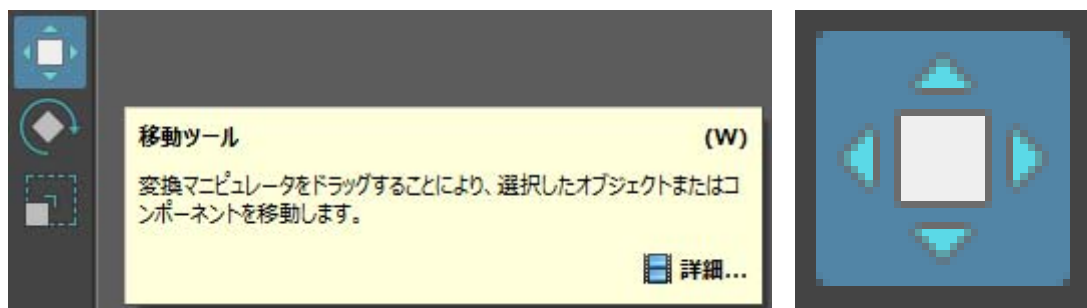 移動ツール (W)
変換マニピュレータをドラッグすることにより、選択したオブジェクトまたはコ
ンポーネントを移動します。
詳細...